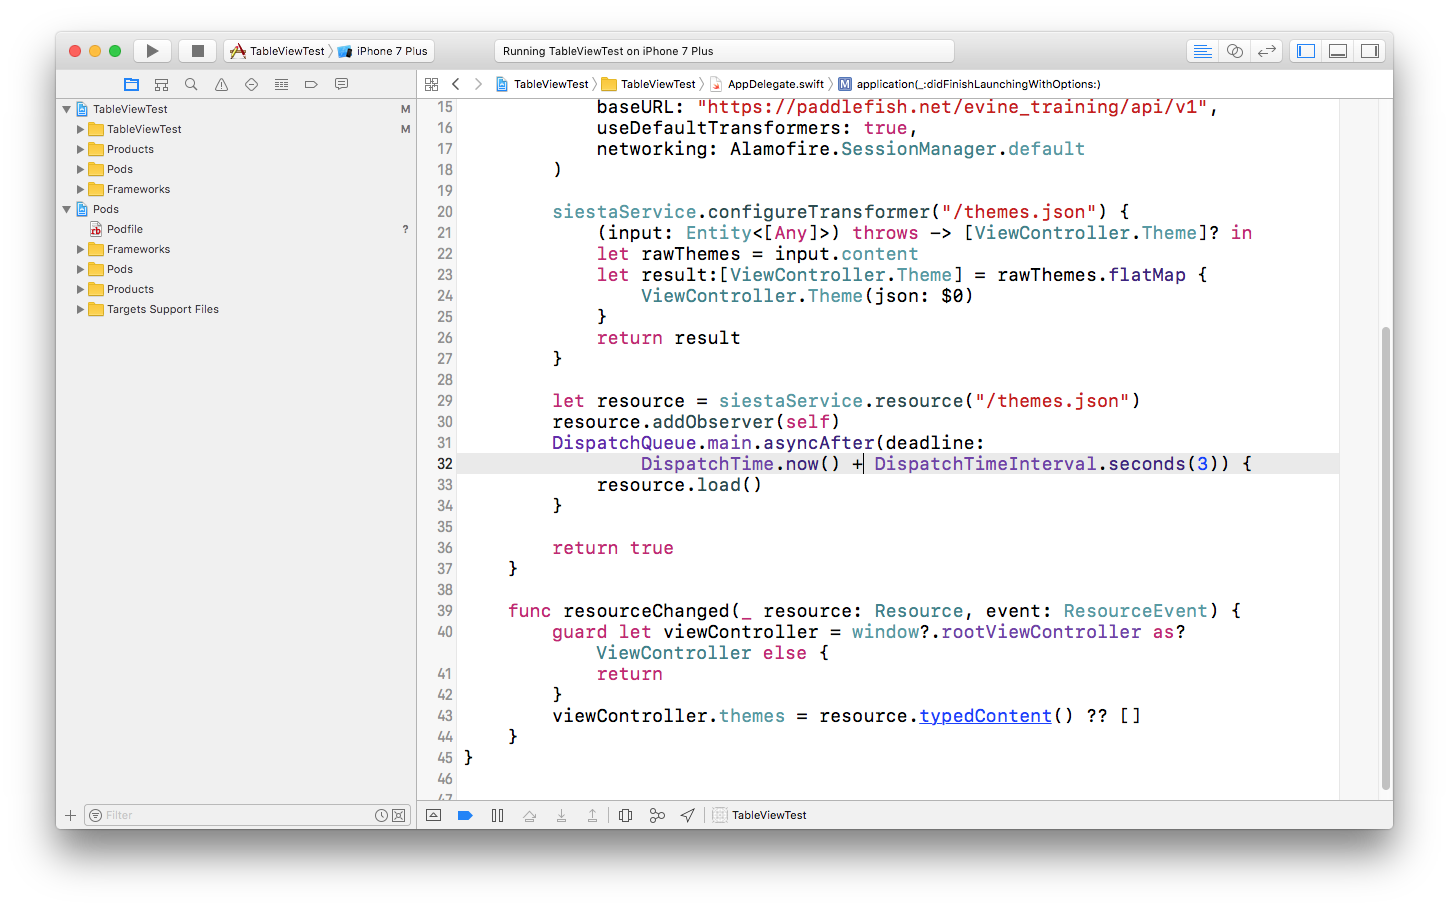 TableViewTest iPhone 7 Plus
Running TableViewTest on iPhone 7 Plus
TableViewTest TableViewTest AppDelegate.swift M application(_:didFinishLaunchingWithOptions:)
TableViewTest M
TableViewTest M
Products
Pods
Frameworks
Pods
Podfile ?
Frameworks
Pods
Products
Targets Support Files
Filter
15 baseURL: "https://paddlefish.net/evine_training/api/v1",
16 useDefaultTransformers: true,
17 networking: Alamofire.SessionManager.default
18 )
19
20 siestaService.configureTransformer("/themes.json") {
21 (input: Entity<[Any]>) throws -> [ViewController.Theme]? in
22 let rawThemes = input.content
23 let result:[ViewController.Theme] = rawThemes.flatMap {
24 ViewController.Theme(json: $0)
25 }
26 return result
27 }
28
29 let resource = siestaService.resource("/themes.json")
30 resource.addObserver(self)
31 DispatchQueue.main.asyncAfter(deadline:
32 DispatchTime.now() + DispatchTimeInterval.seconds(3)) {
33 resource.load()
34 }
35
36 return true
37 }
38
39 func resourceChanged(_ resource: Resource, event: ResourceEvent) {
40 guard let viewController = window?.rootViewController as?
ViewController else {
41 return
42 }
43 viewController.themes = resource.typedContent() ?? []
44 }
45 }
46
47
TableViewTest